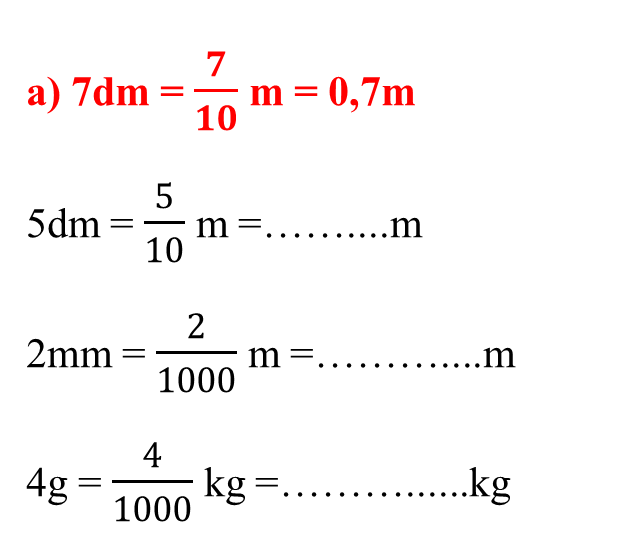 a) 7dm = 7/10 m = 0,7m
5dm = 5/10 m =……....m
2mm = 2/1000 m =…………....m
4g = 4/1000 kg =………......kg